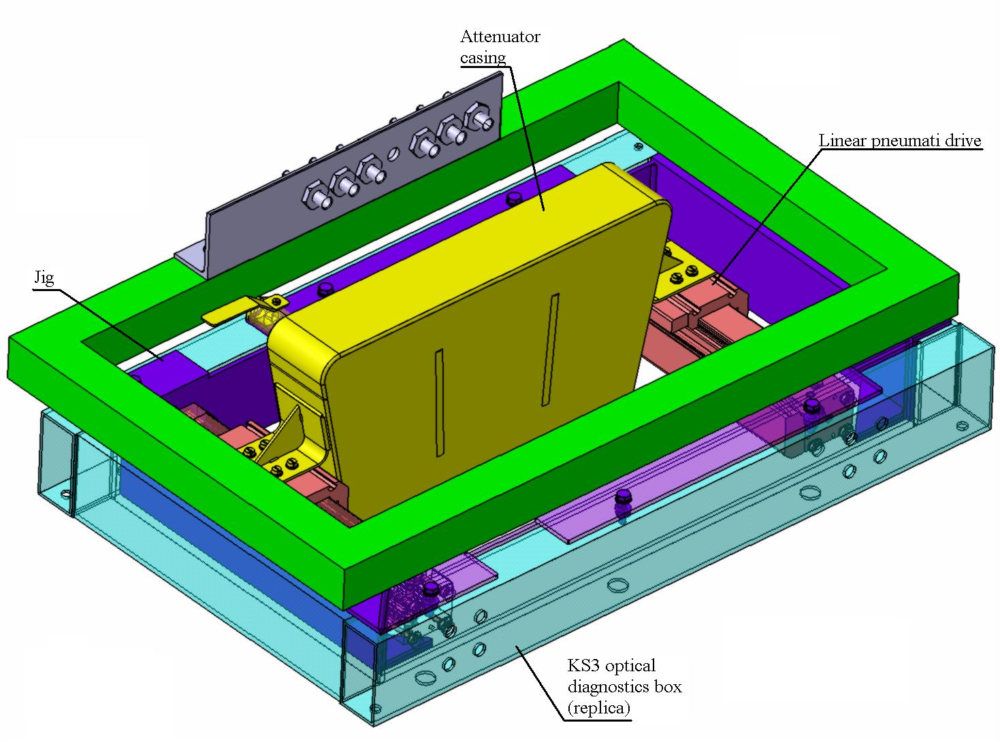 Attenuator
casing
Linear pneumati drive
Jig
KS3 optical
diagnostics box
(replica)